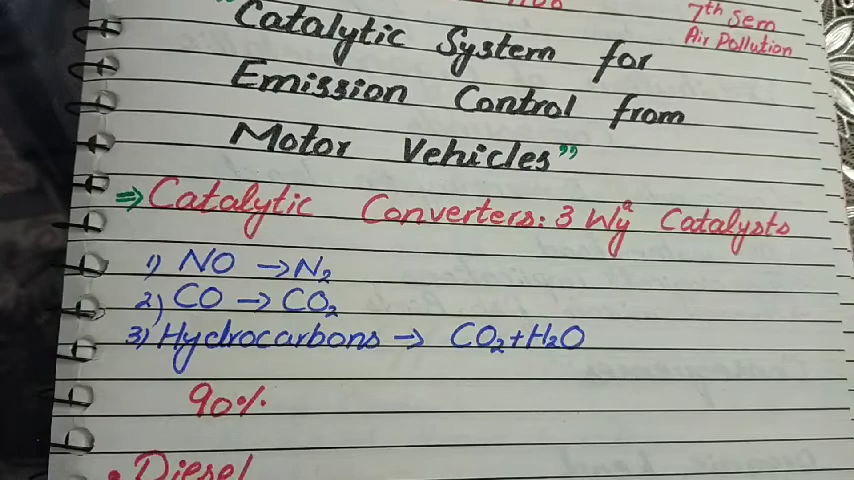 7th Sem
Air Pollution
"Catalytic System for
Emission Control from
Motor Vehicles"
⇒ Catalytic Converters: 3 Wya Catalysts
1) NO → N₂
2) CO → CO₂
3) Hydrocarbons → CO₂+H₂O
90%
• Diesel